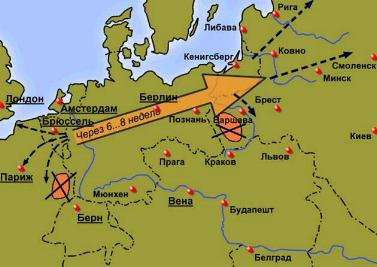 Рига
Либава
Ковно
Кенигсберг
Смоленск
Минск
Лондон
Амстердам
Берлин
Через 6...8 недель
Познань
Варшава
Брест
Киев
Брюссель
Париж
Прага
Краков
Львов
Мюнхен
Вена
Будапешт
Берн
Белград